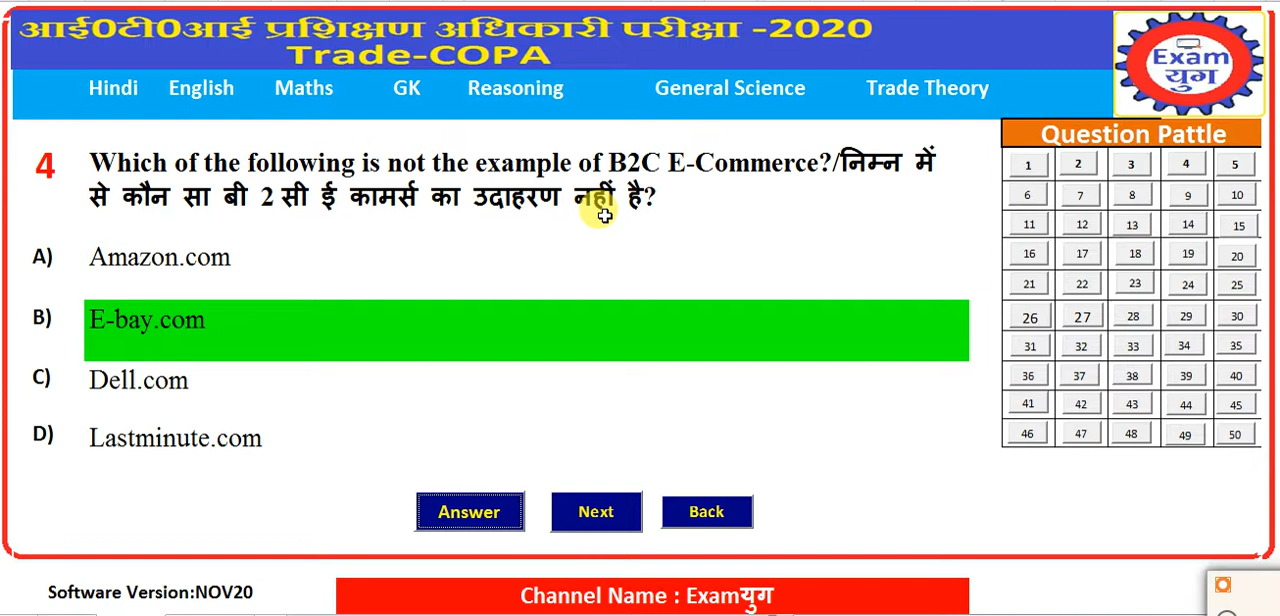 आई0टी0आई प्रशिक्षण अधिकारी परीक्षा -2020
Trade-COPA
Exam
युग
Hindi English Maths GK Reasoning General Science Trade Theory
Question Pattle
4 Which of the following is not the example of B2C E-Commerce?/निम्न में
से कौन सा बी 2 सी ई कामर्स का उदाहरण नहीं है?
A) Amazon.com
B) E-bay.com
C) Dell.com
D) Lastminute.com
1 2 3 4 5
6 7 8 9 10
11 12 13 14 15
16 17 18 19 20
21 22 23 24 25
26 27 28 29 30
31 32 33 34 35
36 37 38 39 40
41 42 43 44 45
46 47 48 49 50
Answer Next Back
Software Version:NOV20
Channel Name : Examयुग